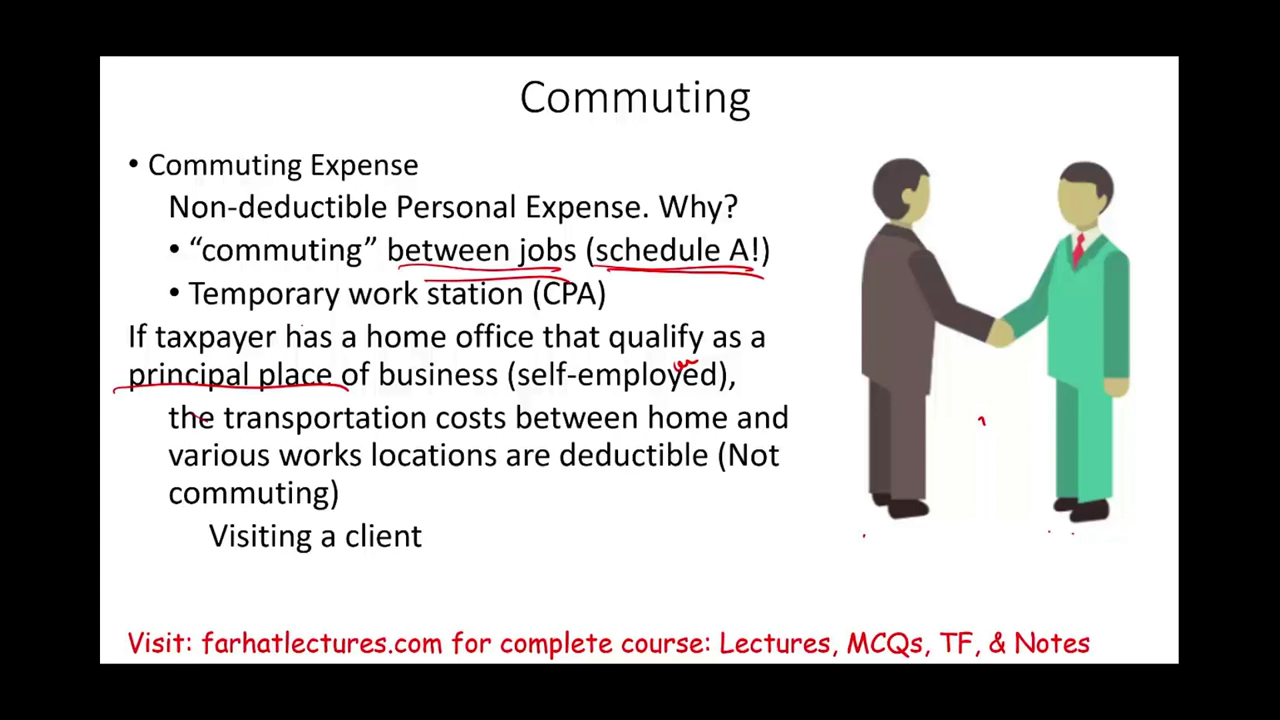 Commuting
• Commuting Expense
Non-deductible Personal Expense. Why?
• “commuting” between jobs (schedule A!)
• Temporary work station (CPA)
If taxpayer has a home office that qualify as a
principal place of business (self-employed),
the transportation costs between home and
various works locations are deductible (Not
commuting)
Visiting a client
Visit: farhatlectures.com for complete course: Lectures, MCQs, TF, & Notes